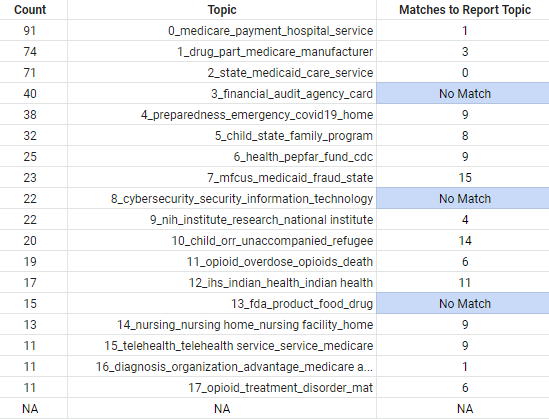 Count Topic Matches to Report Topic
91 0_medicare_payment_hospital_service 1
74 1_drug_part_medicare_manufacturer 3
71 2_state_medicaid_care_service 0
40 3_financial_audit_agency_card No Match
38 4_preparedness_emergency_covid19_home 9
32 5_child_state_family_program 8
25 6_health_pepfar_fund_cdc 9
23 7_mfcus_medicaid_fraud_state 15
22 8_cybersecurity_security_information_technology No Match
22 9_nih_institute_research_national institute 4
20 10_child_orr_unaccompanied_refugee 14
19 11_opioid_overdose_opioids_death 6
17 12_ihs_indian_health_indian health 11
15 13_fda_product_food_drug No Match
13 14_nursing_nursing home_nursing facility_home 9
11 15_telehealth_telehealth service_service_medicare 9
11 16_diagnosis_organization_advantage_medicare a... 1
11 17_opioid_treatment_disorder_mat 6
NA NA NA